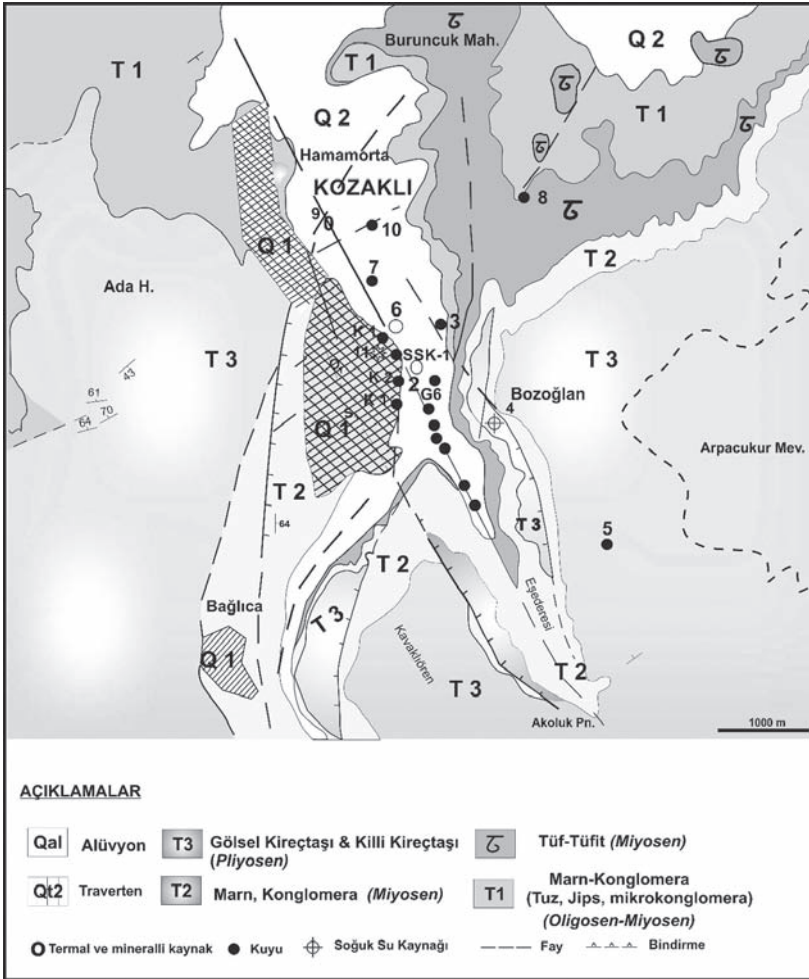 Buruncuk Mah.
Q 2
T 1
T 1
T 1
Q 2
Hamamorta
KOZAKLI
8
9
10
T 2
Q 1
Ada H.
7
6
3
T 3
K 1
11
SSK-1
T 3
Bozoğlan
K 2
2
G6
4
43
61
70
64
K 1
Q 1
Arpacukur Mev.
T 2
T 3
64
5
T 2
Bağlıca
T 3
Eşederesi
Q 1
Kavaklıören
T 3
T 2
Akoluk Pn.
1000 m
AÇIKLAMALAR
Qal Alüvyon
T3 Gölsel Kireçtaşı & Killi Kireçtaşı
(Pliyosen)
Tüf-Tüfit (Miyosen)
Qt2 Traverten
T2 Marn, Konglomera (Miyosen)
T1 Marn-Konglomera
(Tuz, Jips, mikrokonglomera)
(Oligosen-Miyosen)
Termal ve mineralli kaynak
Kuyu
Soğuk Su Kaynağı
Fay
Bindirme